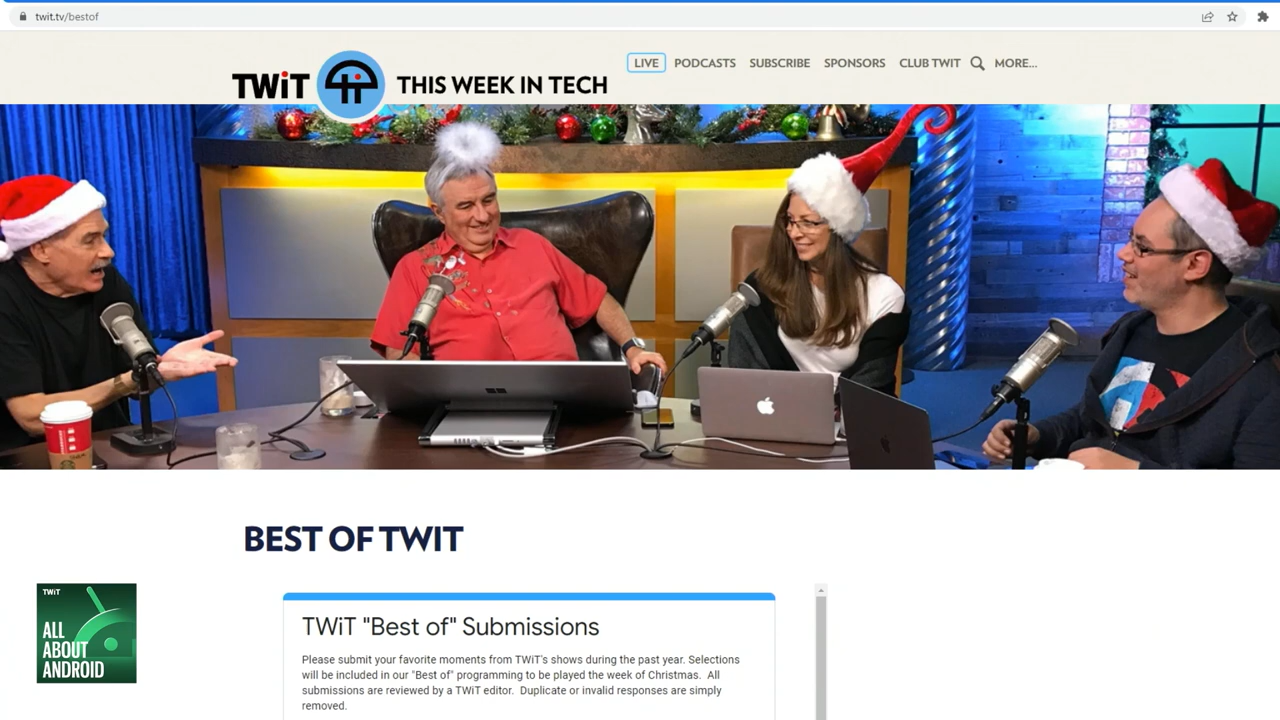 twit.tv/bestof
TWiT THIS WEEK IN TECH
LIVE PODCASTS SUBSCRIBE SPONSORS CLUB TWIT MORE...
BEST OF TWIT
TWiT
ALL
ABOUT
ANDROID
TWiT "Best of" Submissions
Please submit your favorite moments from TWiT's shows during the past year. Selections
will be included in our "Best of" programming to be played the week of Christmas. All
submissions are reviewed by a TWiT editor. Duplicate or invalid responses are simply
removed.